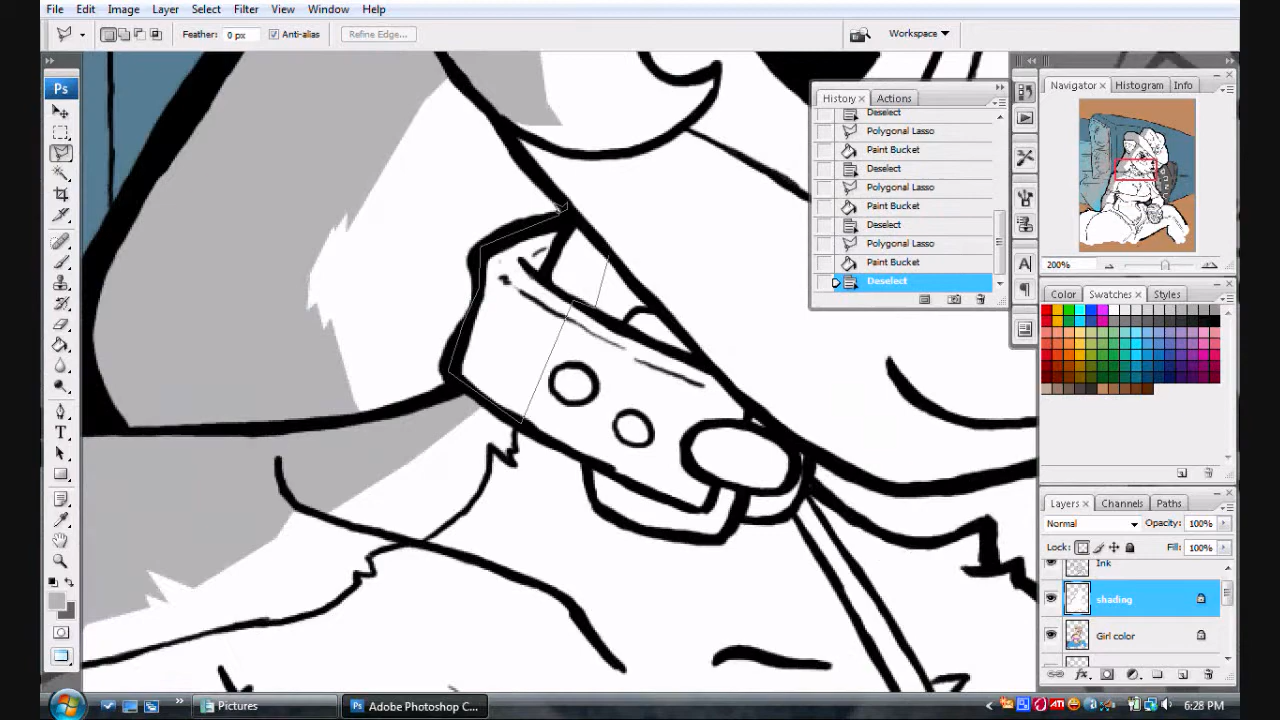 File Edit Image Layer Select Filter View Window Help
Feather: 0 px Anti-alias Refine Edge... Workspace
Ps
History Actions
Deselect
Polygonal Lasso
Paint Bucket
Deselect
Polygonal Lasso
Paint Bucket
Deselect
Polygonal Lasso
Paint Bucket
Deselect
Navigator Histogram Info
200%
Color Swatches Styles
Layers Channels Paths
Normal Opacity: 100%
Lock: Fill: 100%
Ink
shading
Girl color
Pictures Adobe Photoshop C... 6:28 PM